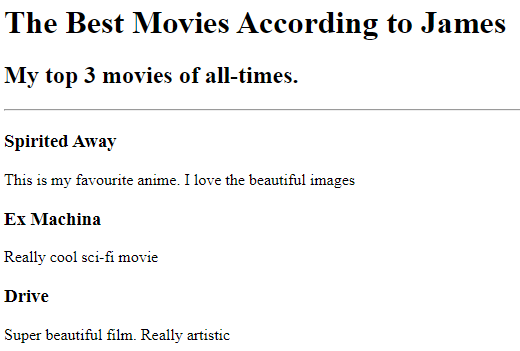 The Best Movies According to James
My top 3 movies of all-times.
Spirited Away
This is my favourite anime. I love the beautiful images
Ex Machina
Really cool sci-fi movie
Drive
Super beautiful film. Really artistic